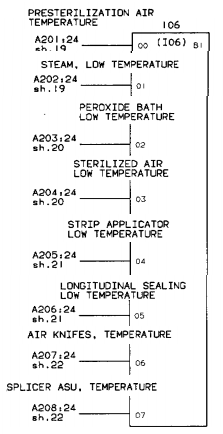 PRESTERILIZATION AIR
TEMPERATURE
I06
A201:24
sh.19
00 (I06) B1
STEAM, LOW TEMPERATURE
A202:24
sh.19
01
PEROXIDE BATH
LOW TEMPERATURE
A203:24
sh.20
02
STERILIZED AIR
LOW TEMPERATURE
A204:24
sh.20
03
STRIP APPLICATOR
LOW TEMPERATURE
A205:24
sh.21
04
LONGITUDINAL SEALING
LOW TEMPERATURE
A206:24
sh.21
05
AIR KNIFES, TEMPERATURE
A207:24
sh.22
06
SPLICER ASU, TEMPERATURE
A208:24
sh.22
07